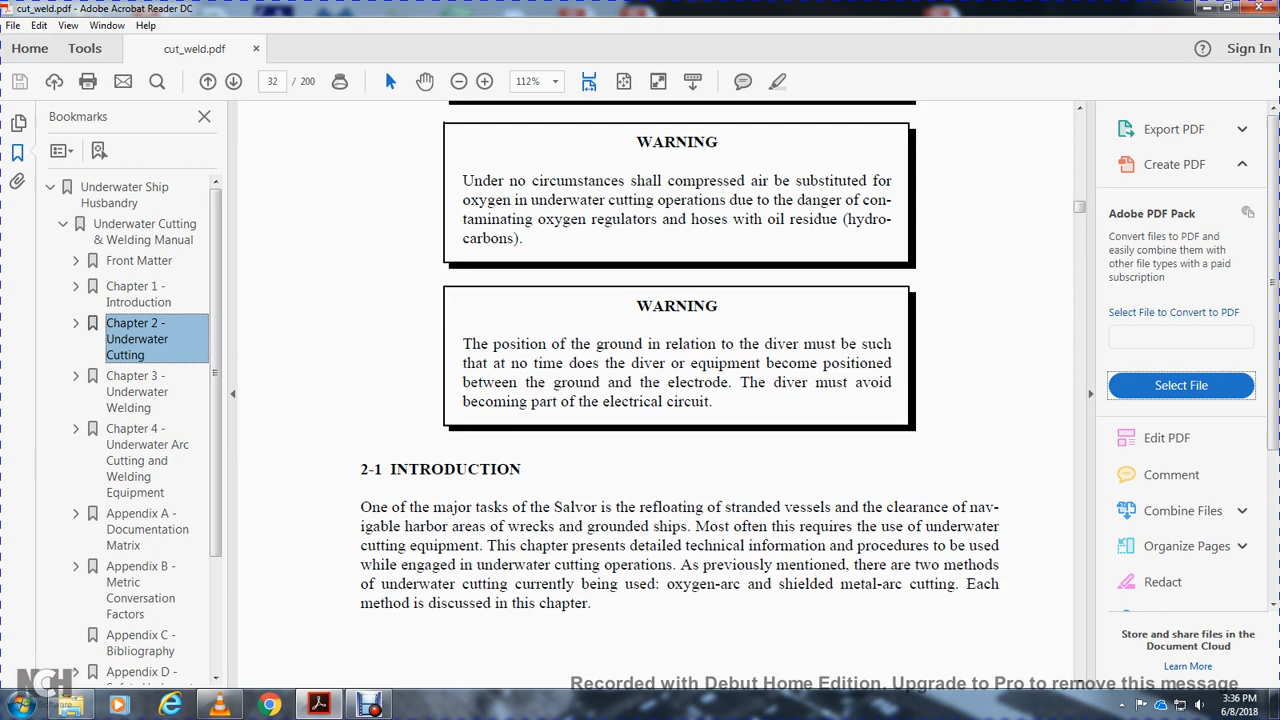 cut_weld.pdf - Adobe Acrobat Reader DC
File Edit View Window Help
Home Tools cut_weld.pdf × Sign In
32 / 200 112%
Bookmarks
Underwater Ship
Husbandry
Underwater Cutting
& Welding Manual
Front Matter
Chapter 1 -
Introduction
Chapter 2 -
Underwater
Cutting
Chapter 3 -
Underwater
Welding
Chapter 4 -
Underwater Arc
Cutting and
Welding
Equipment
Appendix A -
Documentation
Matrix
Appendix B -
Metric
Conversation
Factors
Appendix C -
Bibliography
Appendix D -
WARNING
Under no circumstances shall compressed air be substituted for
oxygen in underwater cutting operations due to the danger of con-
taminating oxygen regulators and hoses with oil residue (hydro-
carbons).
WARNING
The position of the ground in relation to the diver must be such
that at no time does the diver or equipment become positioned
between the ground and the electrode. The diver must avoid
becoming part of the electrical circuit.
2-1 INTRODUCTION
One of the major tasks of the Salvor is the refloating of stranded vessels and the clearance of nav-
igable harbor areas of wrecks and grounded ships. Most often this requires the use of underwater
cutting equipment. This chapter presents detailed technical information and procedures to be used
while engaged in underwater cutting operations. As previously mentioned, there are two methods
of underwater cutting currently being used: oxygen-arc and shielded metal-arc cutting. Each
method is discussed in this chapter.
Export PDF
Create PDF
Adobe PDF Pack
Convert files to PDF and
easily combine them with
other file types with a paid
subscription
Select File to Convert to PDF
Select File
Edit PDF
Comment
Combine Files
Organize Pages
Redact
Store and share files in the
Document Cloud
Learn More
NCH
Software
Recorded with Debut Home Edition. Upgrade to Pro to remove this message
3:36 PM
6/8/2018